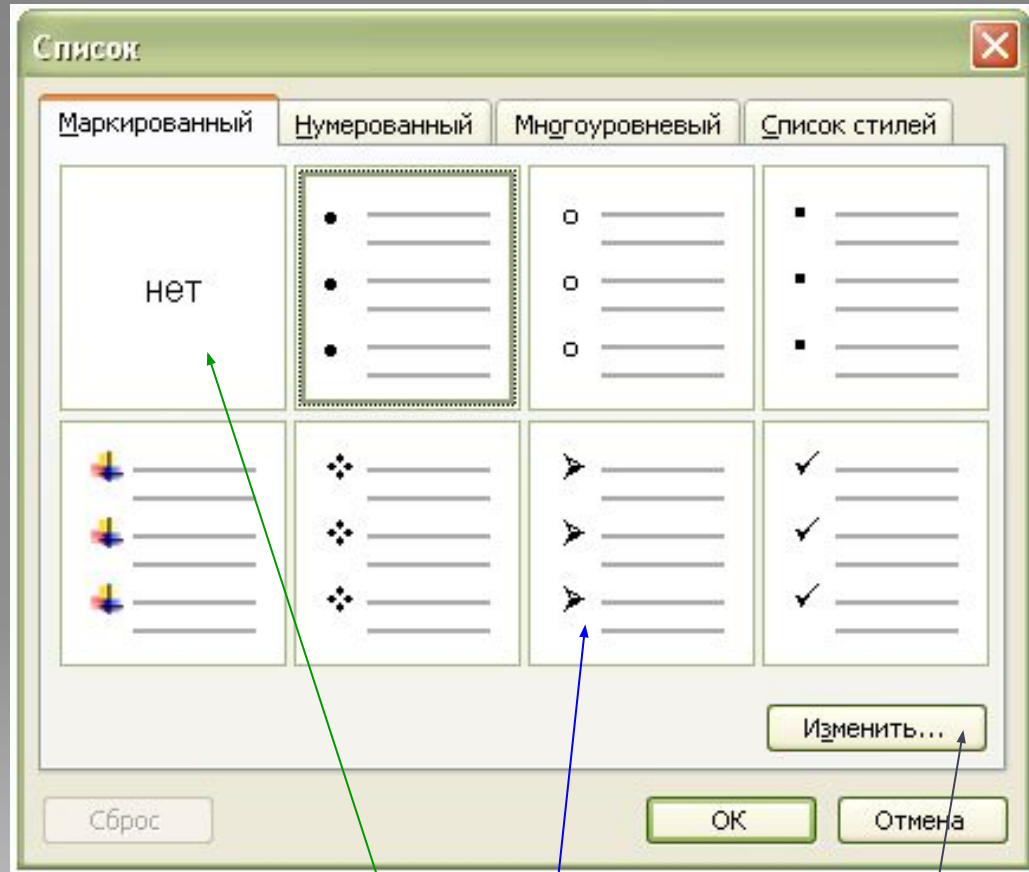 Список
Маркированный Нумерованный Многоуровневый Список стилей
нет
Изменить...
Сброс ОК Отмена